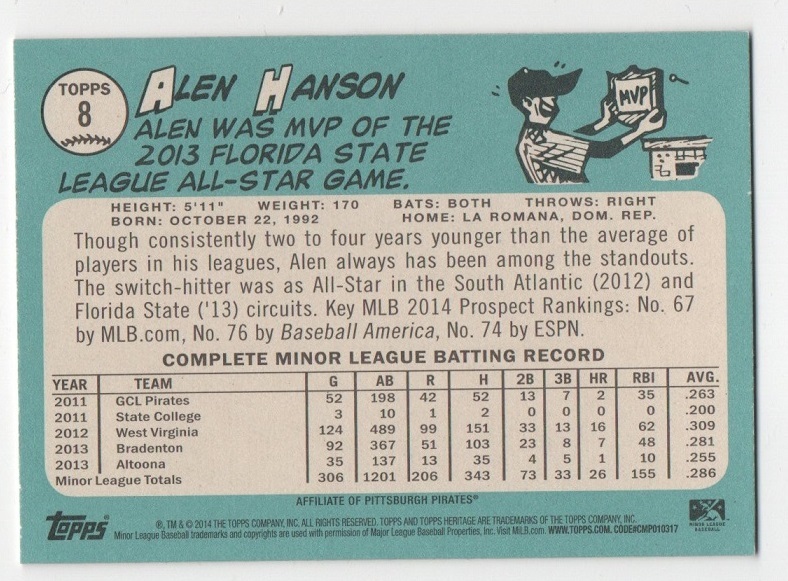 TOPPS
8
ALEN HANSON
ALEN WAS MVP OF THE
2013 FLORIDA STATE
LEAGUE ALL-STAR GAME.
MVP
HEIGHT: 5'11" WEIGHT: 170 BATS: BOTH THROWS: RIGHT
BORN: OCTOBER 22, 1992 HOME: LA ROMANA, DOM. REP.
Though consistently two to four years younger than the average of
players in his leagues, Alen always has been among the standouts.
The switch-hitter was as All-Star in the South Atlantic (2012) and
Florida State ('13) circuits. Key MLB 2014 Prospect Rankings: No. 67
by MLB.com, No. 76 by Baseball America, No. 74 by ESPN.
COMPLETE MINOR LEAGUE BATTING RECORD
YEAR TEAM G AB R H 2B 3B HR RBI AVG.
2011 GCL Pirates 52 198 42 52 13 7 2 35 .263
2011 State College 3 10 1 2 0 0 0 0 .200
2012 West Virginia 124 489 99 151 33 13 16 62 .309
2013 Bradenton 92 367 51 103 23 8 7 48 .281
2013 Altoona 35 137 13 35 4 5 1 10 .255
Minor League Totals 306 1201 206 343 73 33 26 155 .286
AFFILIATE OF PITTSBURGH PIRATES®
topps®
®, TM & © 2014 THE TOPPS COMPANY, INC. ALL RIGHTS RESERVED. TOPPS AND TOPPS HERITAGE ARE TRADEMARKS OF THE TOPPS COMPANY, INC.
Minor League Baseball trademarks and copyrights are used with permission of Major League Baseball Properties, Inc. Visit MiLB.com. WWW.TOPPS.COM. CODE#CMP010317
MINOR LEAGUE
BASEBALL